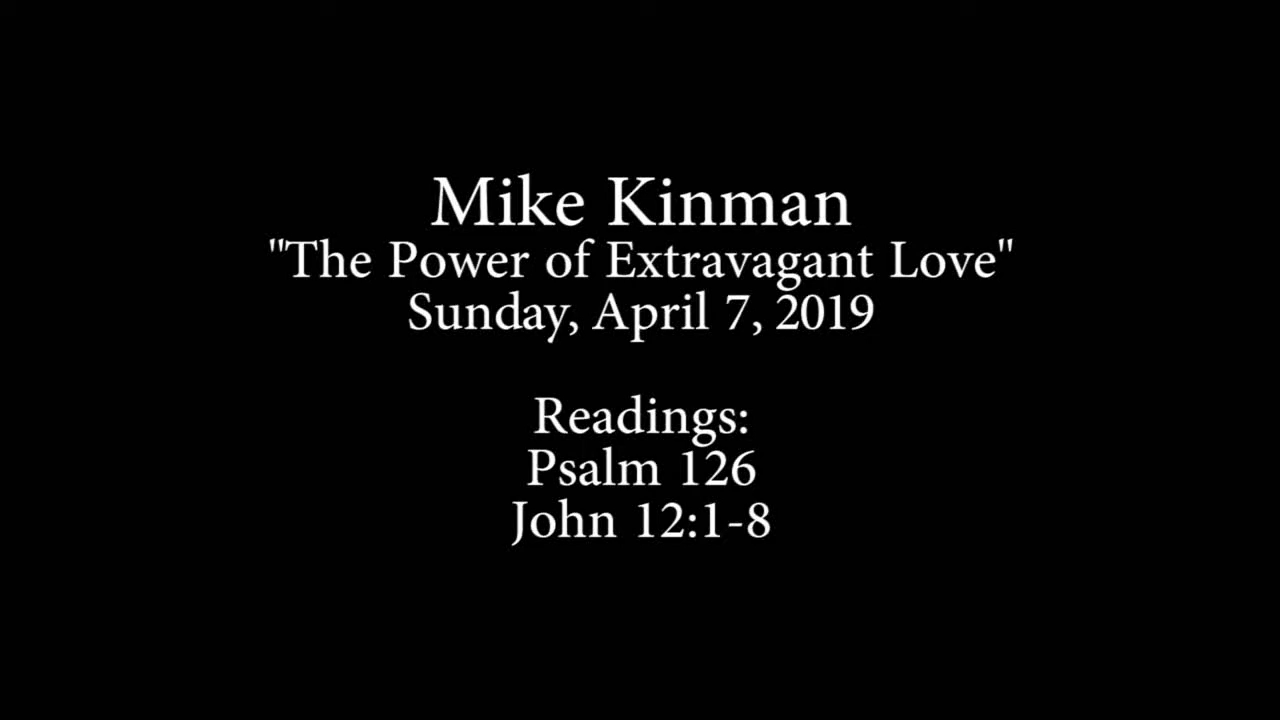 Mike Kinman
"The Power of Extravagant Love"
Sunday, April 7, 2019
Readings:
Psalm 126
John 12:1-8